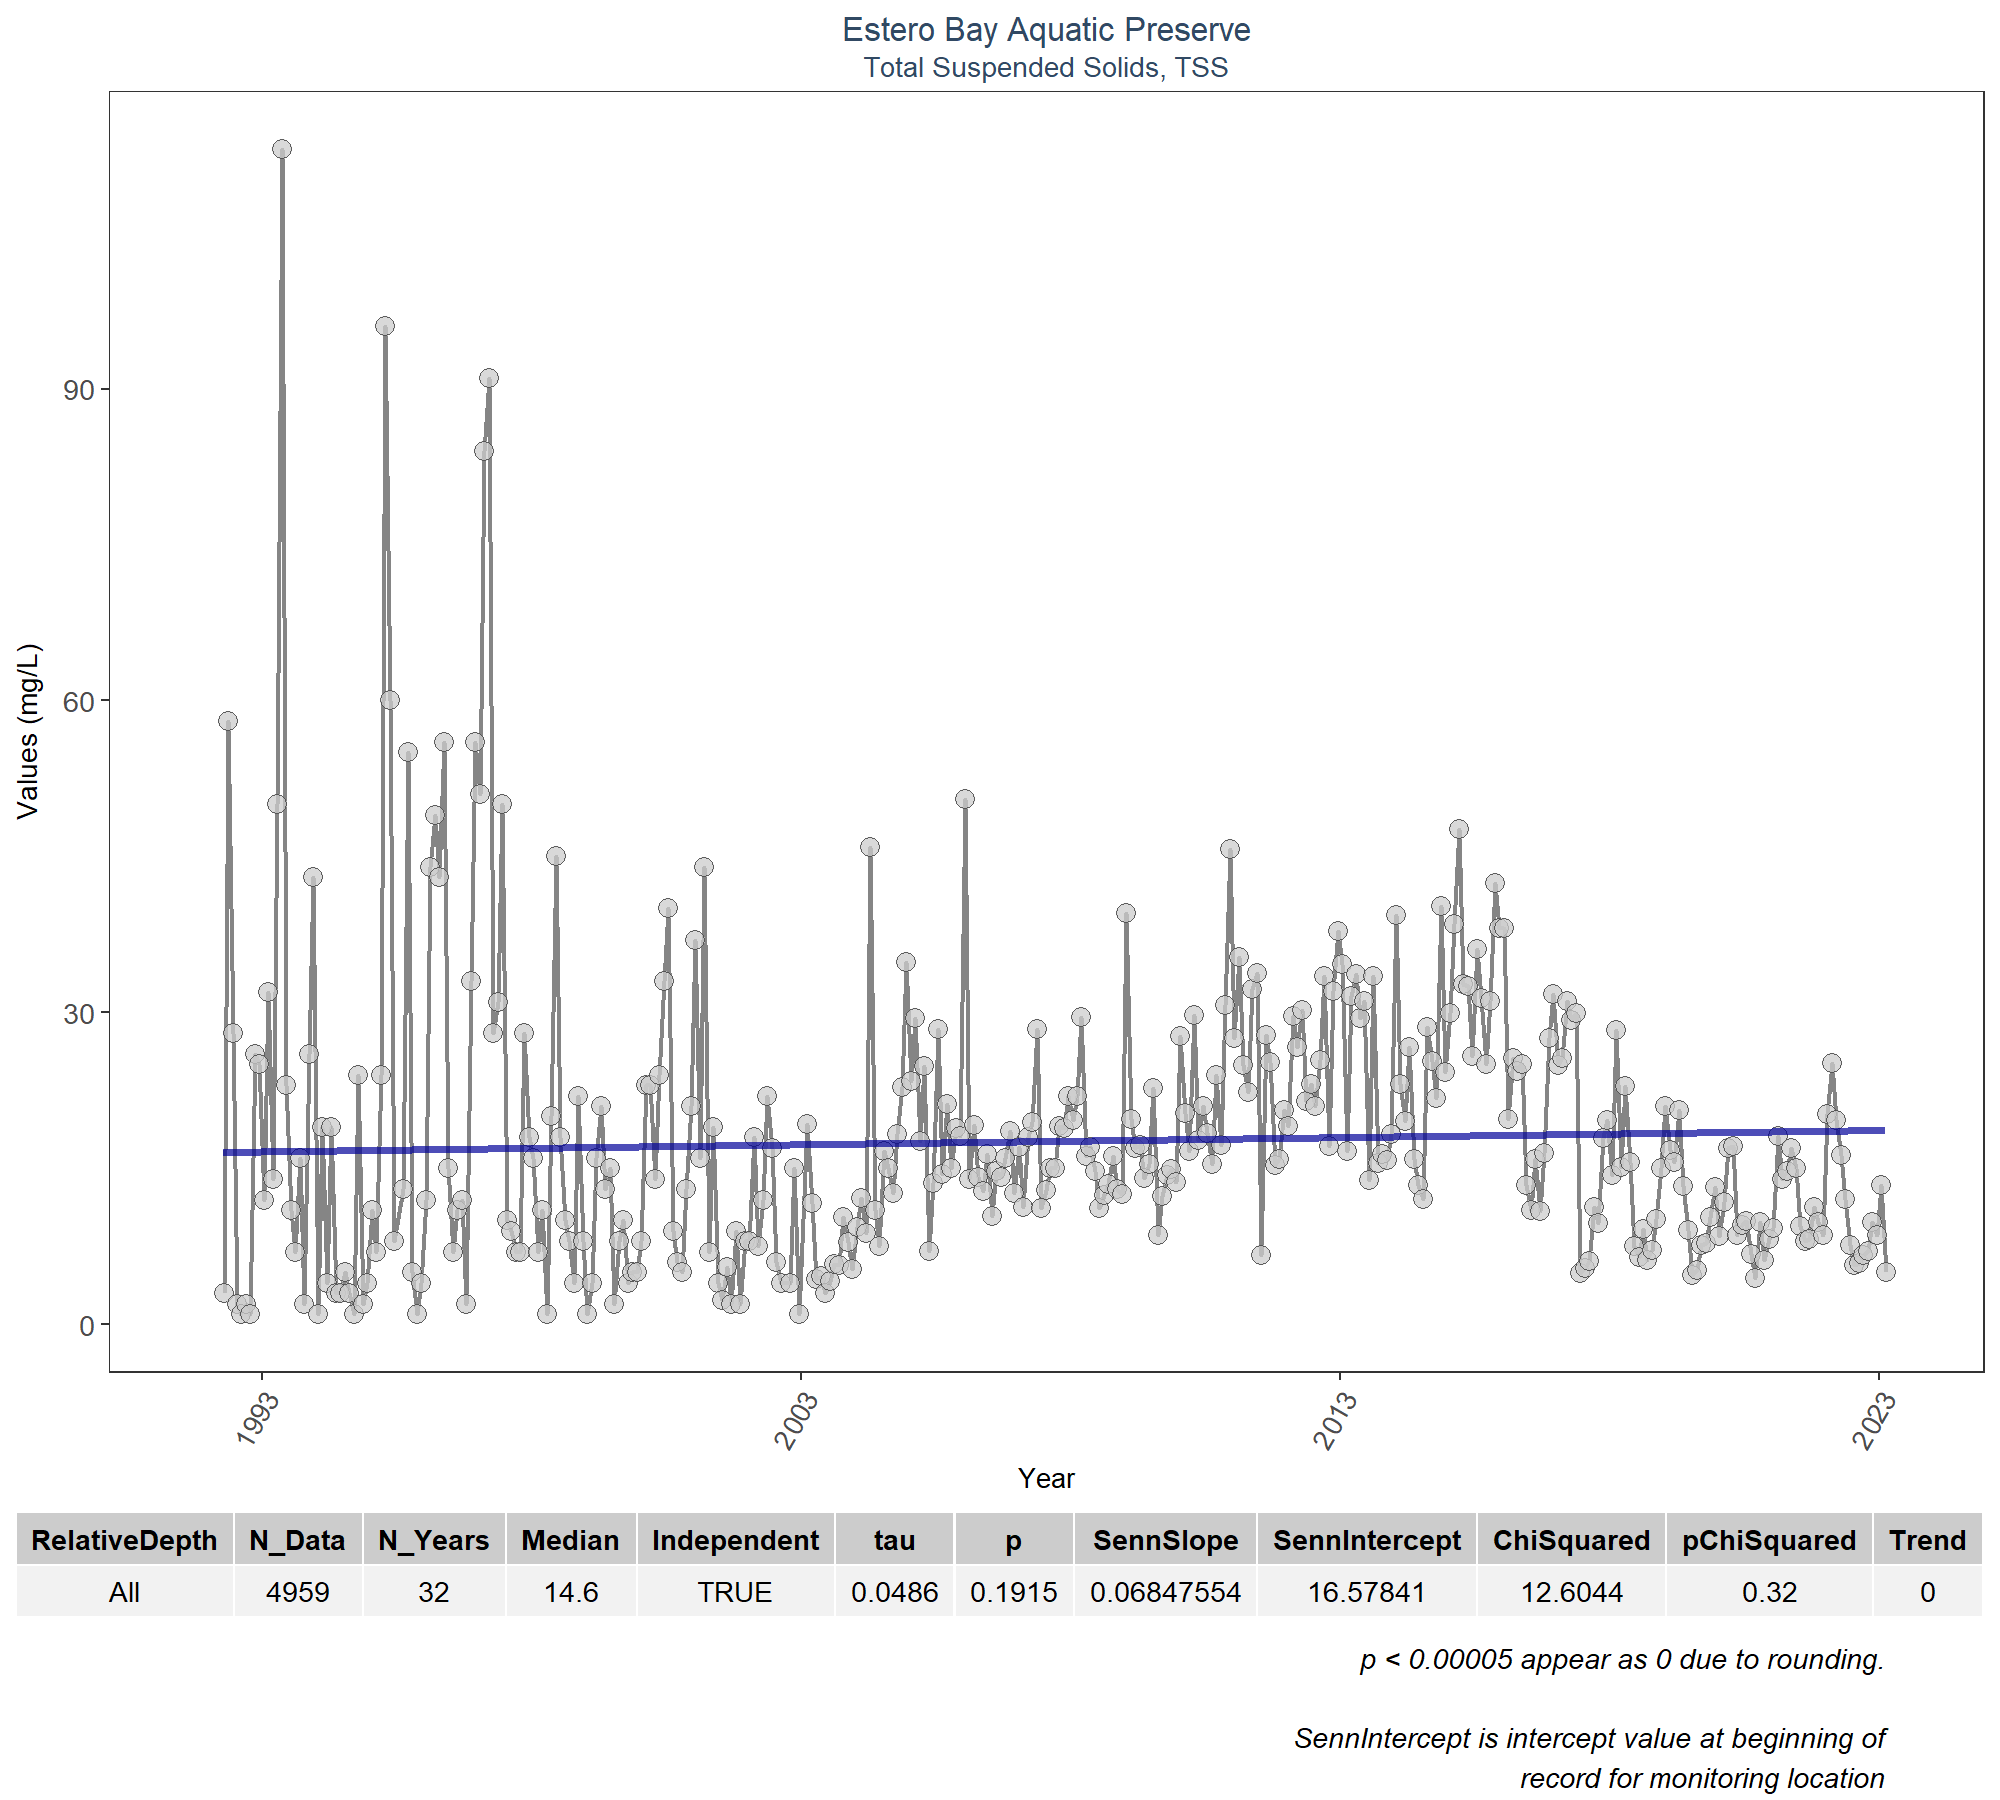 Estero Bay Aquatic Preserve
Total Suspended Solids, TSS
Values (mg/L)
90
60
30
0
1993
2003
2013
2023
Year
RelativeDepth N_Data N_Years Median Independent tau p SennSlope SennIntercept ChiSquared pChiSquared Trend
All 4959 32 14.6 TRUE 0.0486 0.1915 0.06847554 16.57841 12.6044 0.32 0
p < 0.00005 appear as 0 due to rounding.
SennIntercept is intercept value at beginning of
record for monitoring location